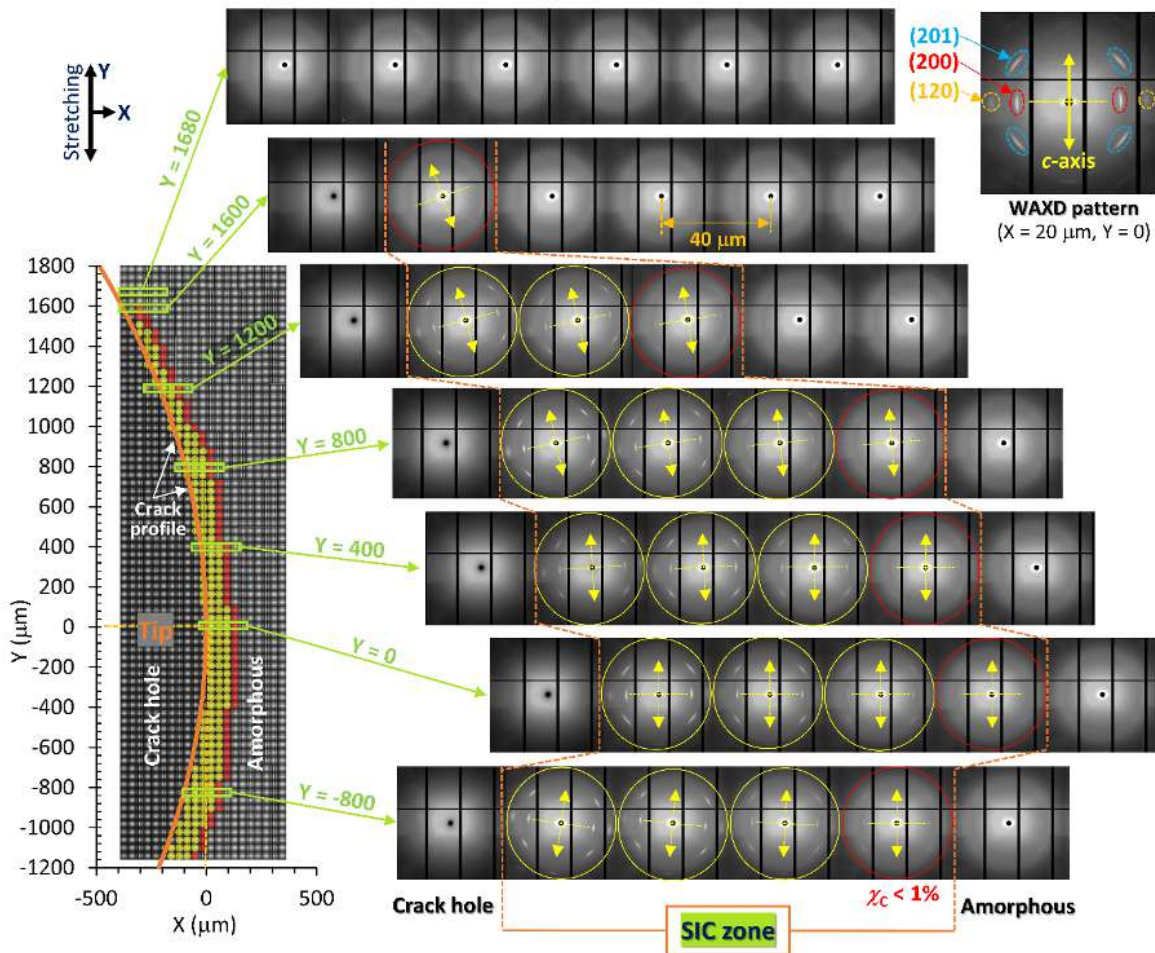 Stretching
Y
X
(201)
(200)
(120)
c-axis
WAXD pattern
(X = 20 μm, Y = 0)
Y = 1680
Y = 1600
40 μm
Y = 1200
Y = 800
Y = 400
Y = 0
Y = -800
1800
1600
1400
1200
1000
800
600
400
200
0
-200
-400
-600
-800
-1000
-1200
Y (μm)
Crack
profile
Tip
Crack hole
Amorphous
-500
0
500
X (μm)
χC < 1%
Crack hole
Amorphous
SIC zone